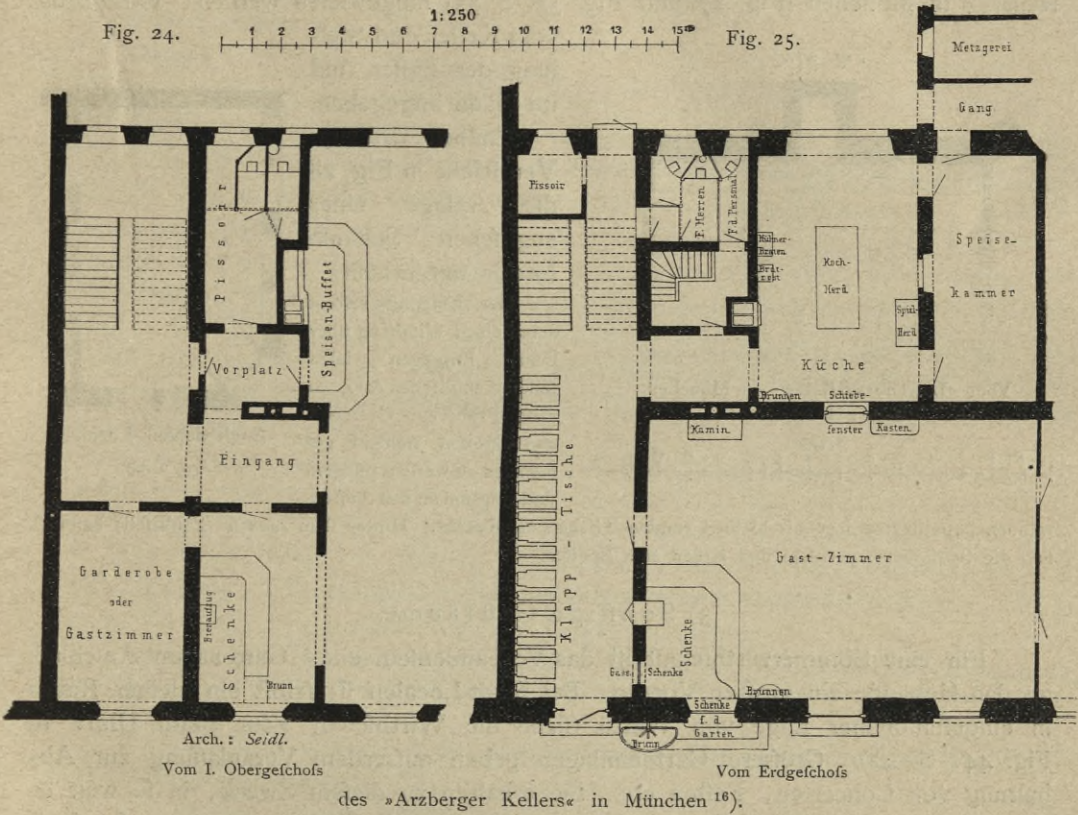 1:250
Fig. 24.
1 2 3 4 5 6 7 8 9 10 11 12 13 14 15m
Fig. 25.
Pissoir
Speisen-Buffet
Vorplatz
Eingang
Garderobe
oder
Gastzimmer
Bieraufzug
Schenke
Brunn.
Metzgerei
Gang
Pissoir
F. Herren
F. d. Personal
Hühner-
Braten
Koch-
Herd
Spül-
Herd
Speise-
kammer
Küche
Brunnen
Schiebe-
fenster
Kasten
Kamin
Klapp-Tische
Gast-Zimmer
Schenke
Schenke
Brunnen
Schenke
f. d.
Garten
Brunn.
Arch.: Seidl.
Vom I. Obergeſchoſs
Vom Erdgeſchoſs
des »Arzberger Kellers« in München 16).